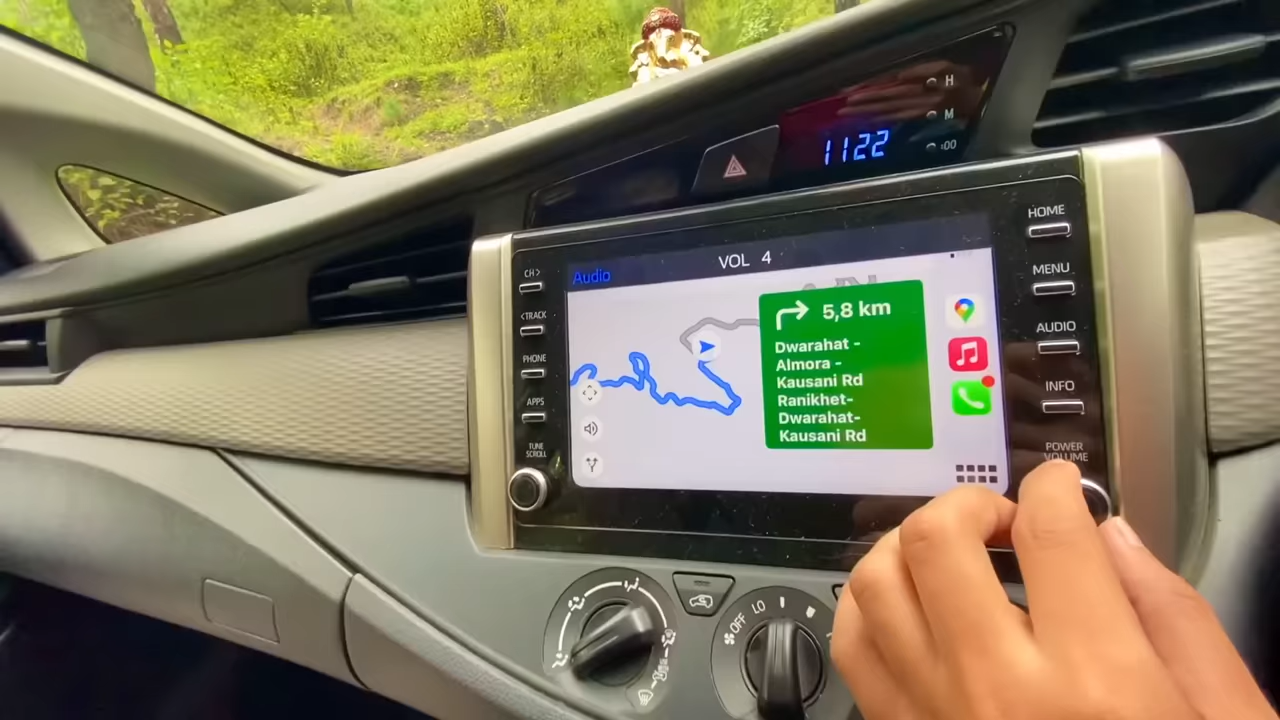 H
M
:00
1122
HOME
MENU
AUDIO
INFO
POWER
VOLUME
CH>
<TRACK
PHONE
APPS
TUNE
SCROLL
Audio
VOL 4
5,8 km
Dwarahat -
Almora -
Kausani Rd
Ranikhet-
Dwarahat-
Kausani Rd
OFF
LO